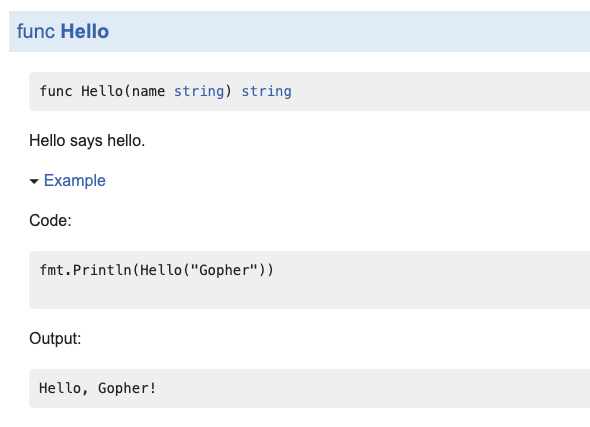 func Hello
func Hello(name string) string
Hello says hello.
Example
Code:
fmt.Println(Hello("Gopher"))
Output:
Hello, Gopher!